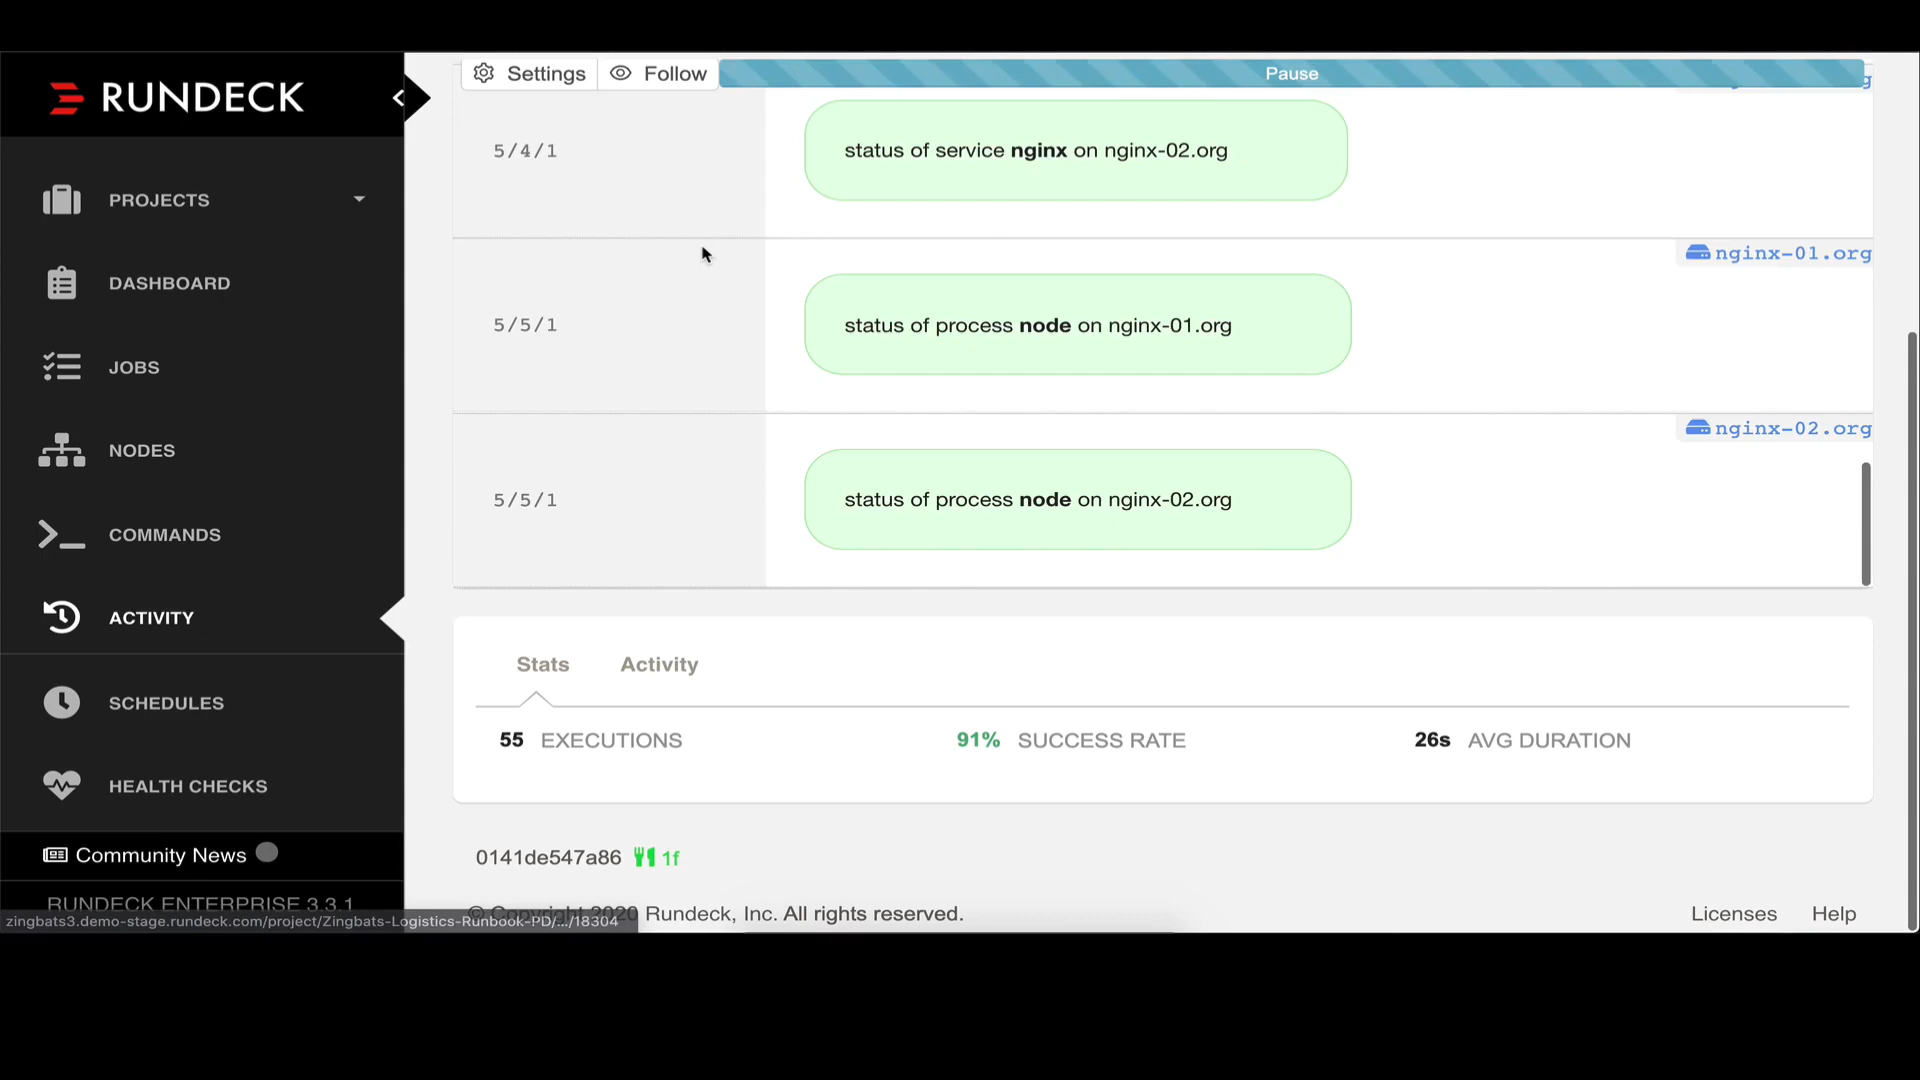 RUNDECK
PROJECTS
DASHBOARD
JOBS
NODES
COMMANDS
ACTIVITY
SCHEDULES
HEALTH CHECKS
Community News
RUNDECK ENTERPRISE 3.3.1
zingbats3.demo-stage.rundeck.com/project/Zingbats-Logistics-Runbook-PD/.../18304
Settings Follow Pause
5/4/1 status of service nginx on nginx-02.org
nginx-01.org
5/5/1 status of process node on nginx-01.org
nginx-02.org
5/5/1 status of process node on nginx-02.org
Stats Activity
55 EXECUTIONS 91% SUCCESS RATE 26s AVG DURATION
0141de547a86 1f
© Copyright 2020 Rundeck, Inc. All rights reserved. Licenses Help